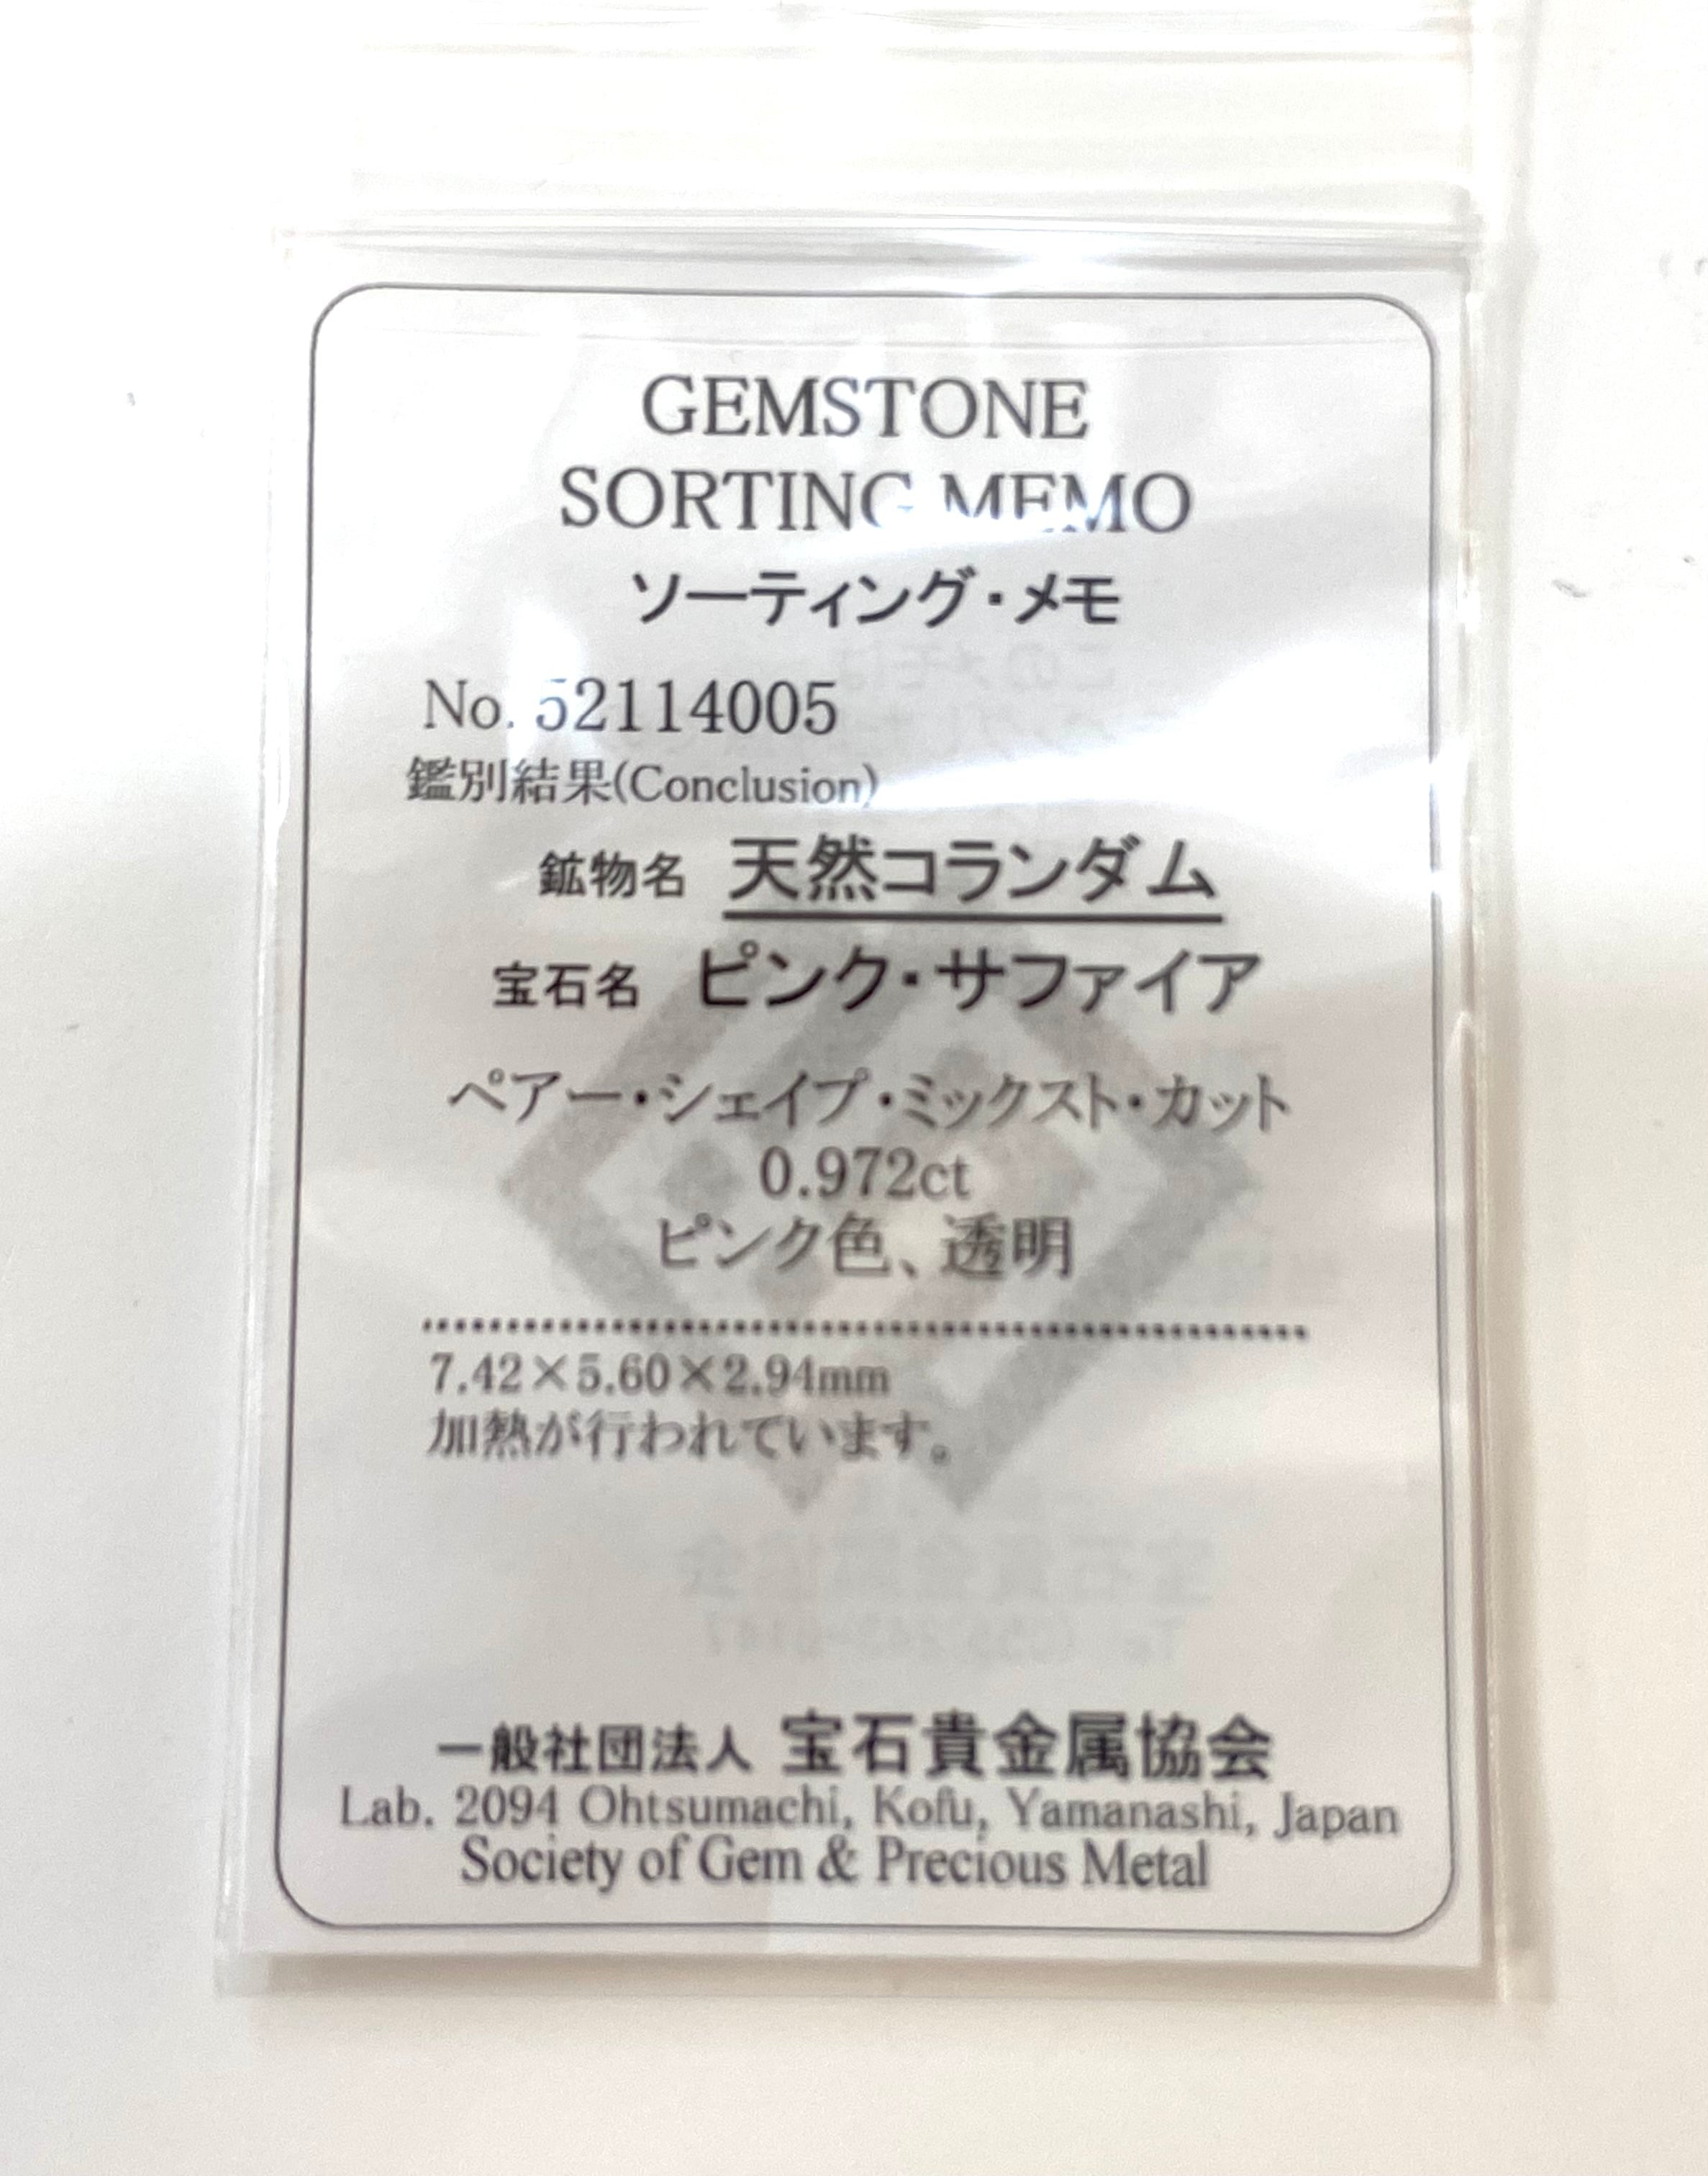 GEMSTONE
SORTING MEMO
ソーティング・メモ
No. 52114005
鑑別結果(Conclusion)
鉱物名 天然コランダム
宝石名 ピンク・サファイア
ペアー・シェイプ・ミックスト・カット
0.972ct
ピンク色、透明
7.42×5.60×2.94mm
加熱が行われています。
一般社団法人 宝石貴金属協会
Lab. 2094 Ohtsumachi, Kofu, Yamanashi, Japan
Society of Gem & Precious Metal